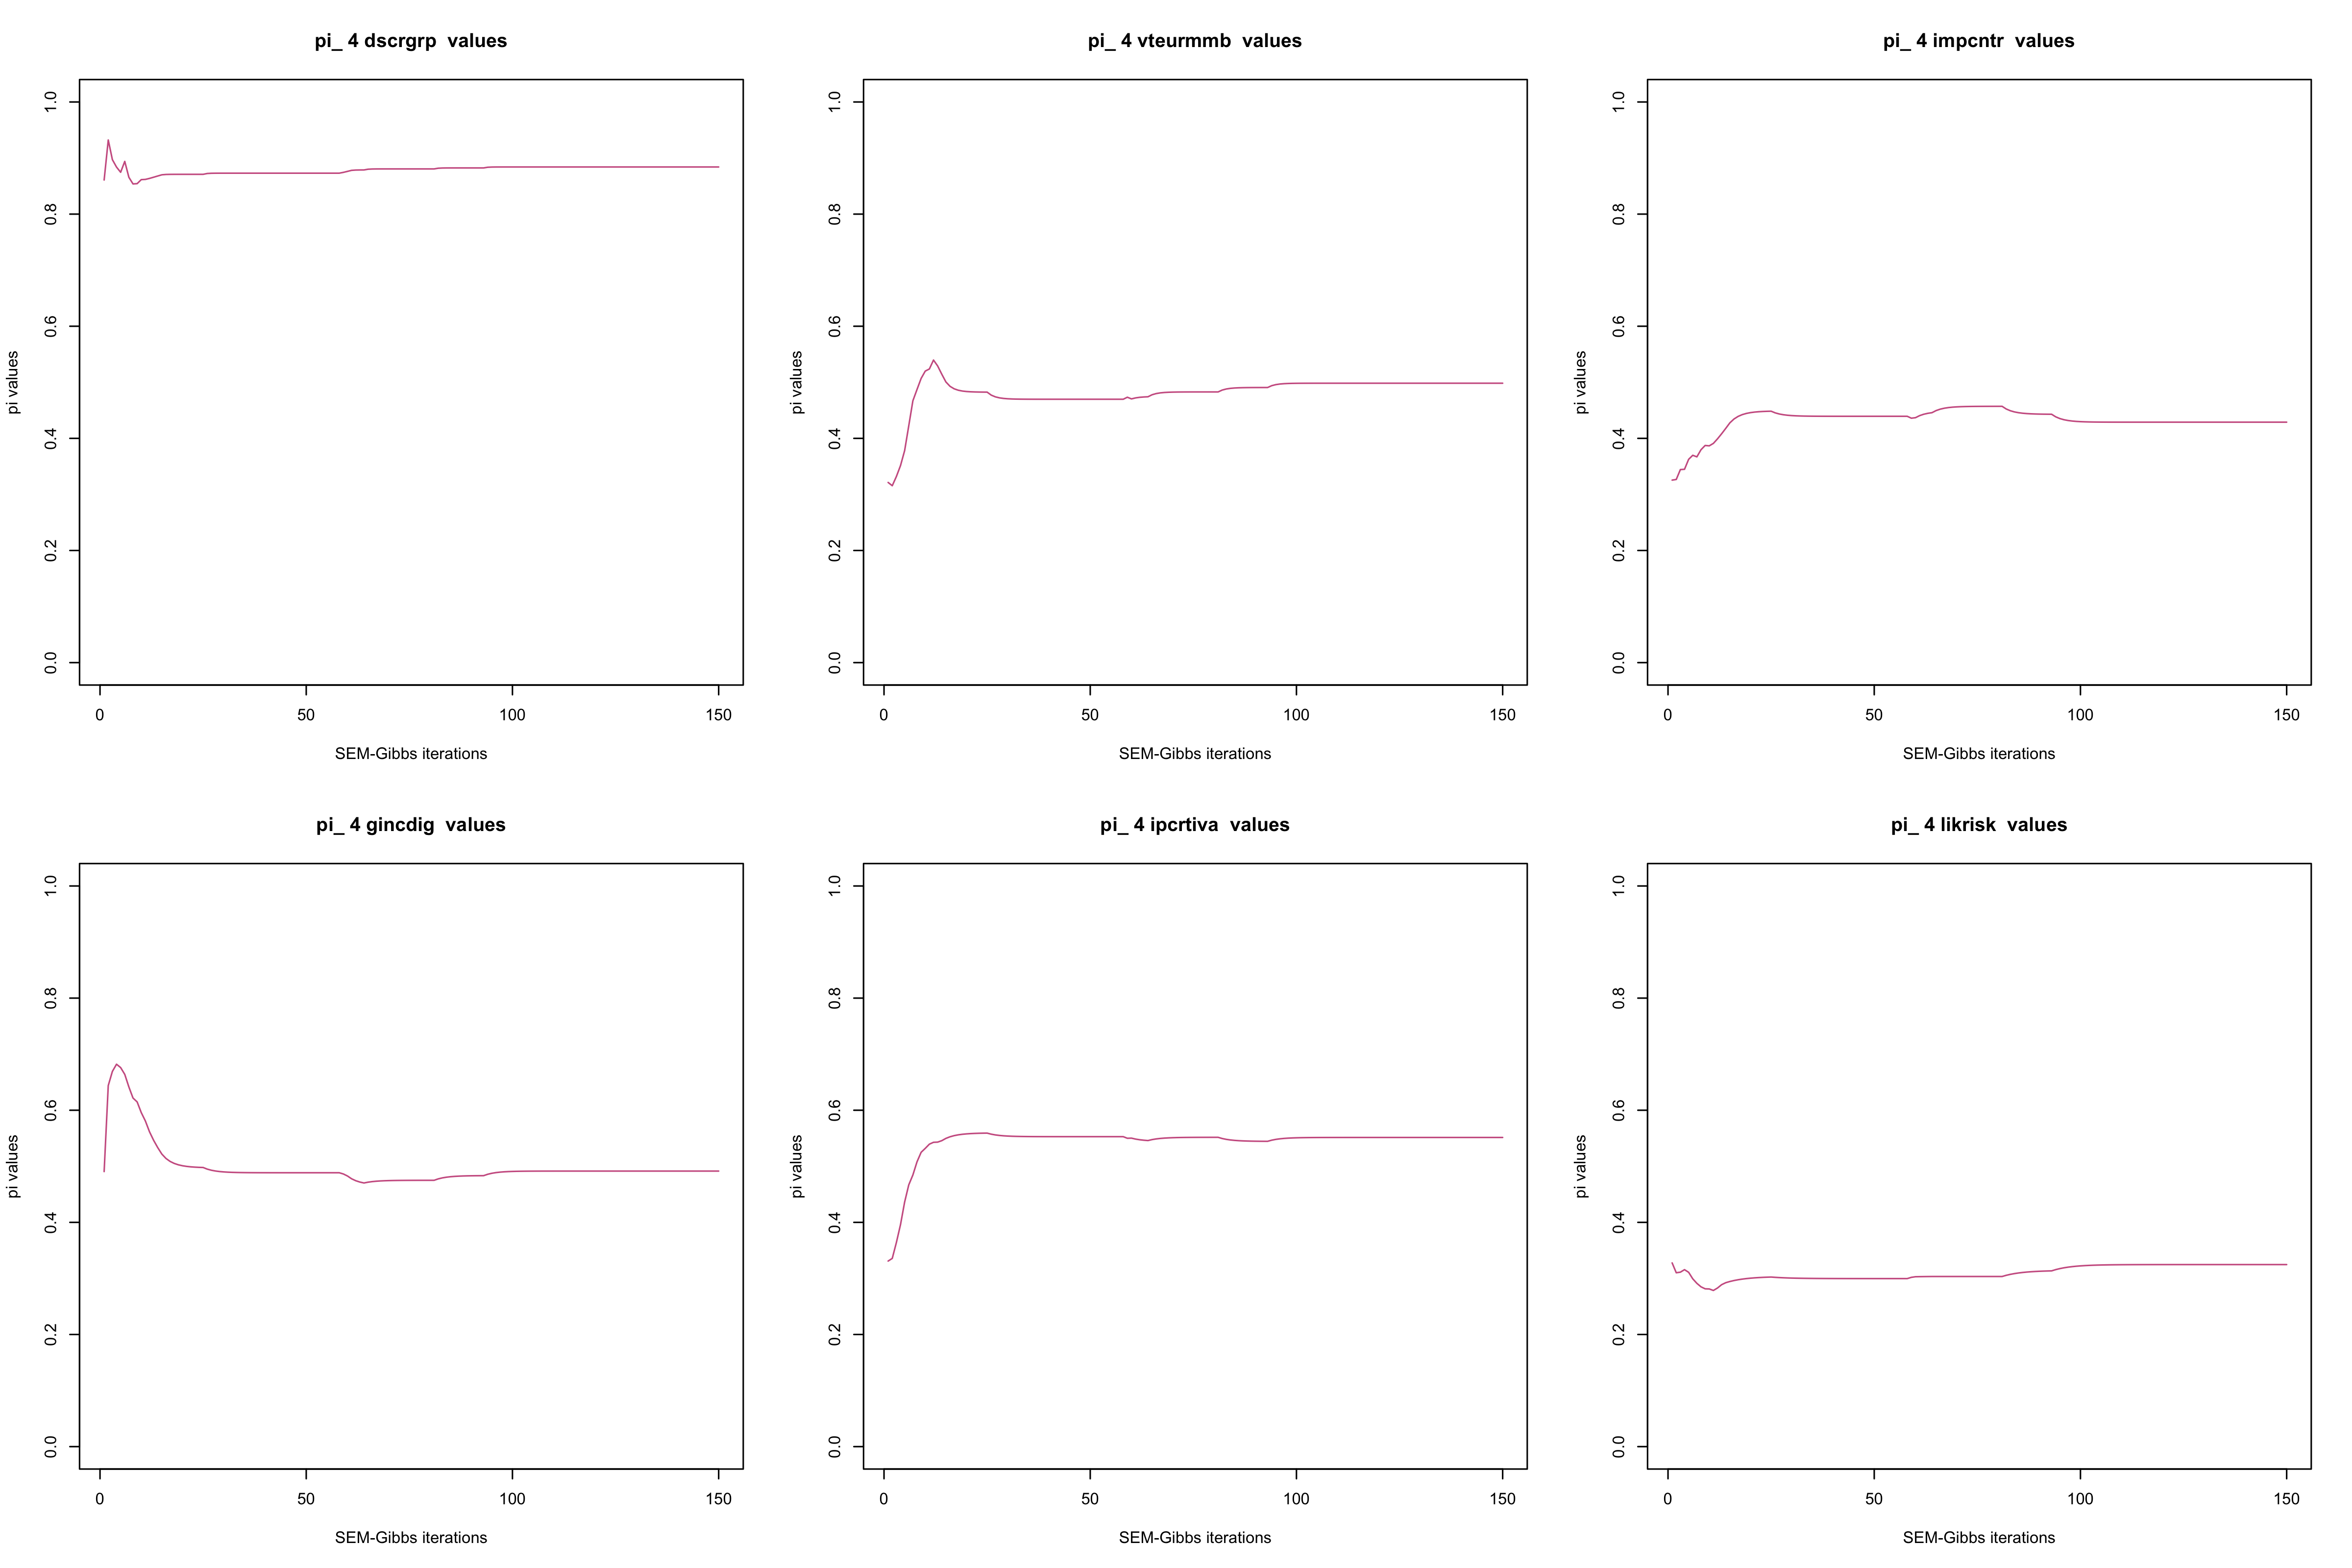 pi_ 4 dscrgrp  values
pi values
1.0
0.8
0.6
0.4
0.2
0.0
0 50 100 150
SEM-Gibbs iterations
pi_ 4 vteurmmb  values
pi values
1.0
0.8
0.6
0.4
0.2
0.0
0 50 100 150
SEM-Gibbs iterations
pi_ 4 impcntr  values
pi values
1.0
0.8
0.6
0.4
0.2
0.0
0 50 100 150
SEM-Gibbs iterations
pi_ 4 gincdig  values
pi values
1.0
0.8
0.6
0.4
0.2
0.0
0 50 100 150
SEM-Gibbs iterations
pi_ 4 ipcrtiva  values
pi values
1.0
0.8
0.6
0.4
0.2
0.0
0 50 100 150
SEM-Gibbs iterations
pi_ 4 likrisk  values
pi values
1.0
0.8
0.6
0.4
0.2
0.0
0 50 100 150
SEM-Gibbs iterations